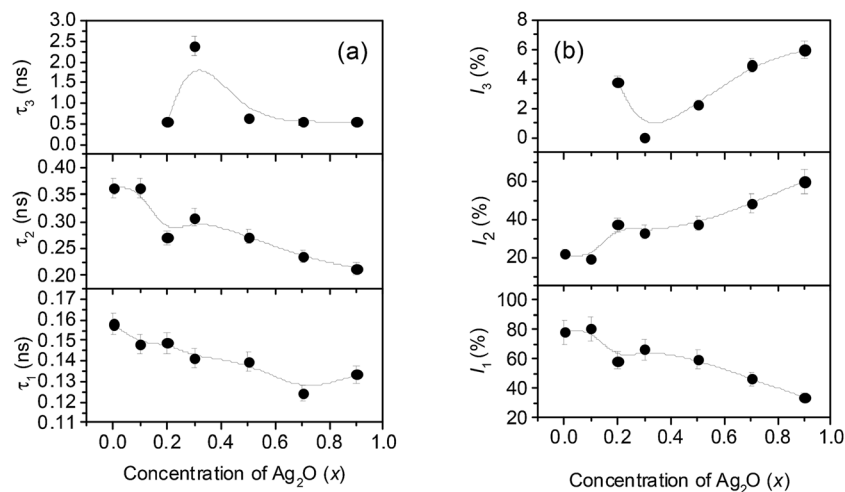 3.0
2.5
2.0
1.5
1.0
0.5
0.0
τ3 (ns)
(a)
0.40
0.35
0.30
0.25
0.20
τ2 (ns)
0.17
0.16
0.15
0.14
0.13
0.12
0.11
τ1 (ns)
0.0 0.2 0.4 0.6 0.8 1.0
Concentration of Ag2O (x)
8
6
4
2
0
I3 (%)
(b)
60
40
20
I2 (%)
100
80
60
40
20
I1 (%)
0.0 0.2 0.4 0.6 0.8 1.0
Concentration of Ag2O (x)